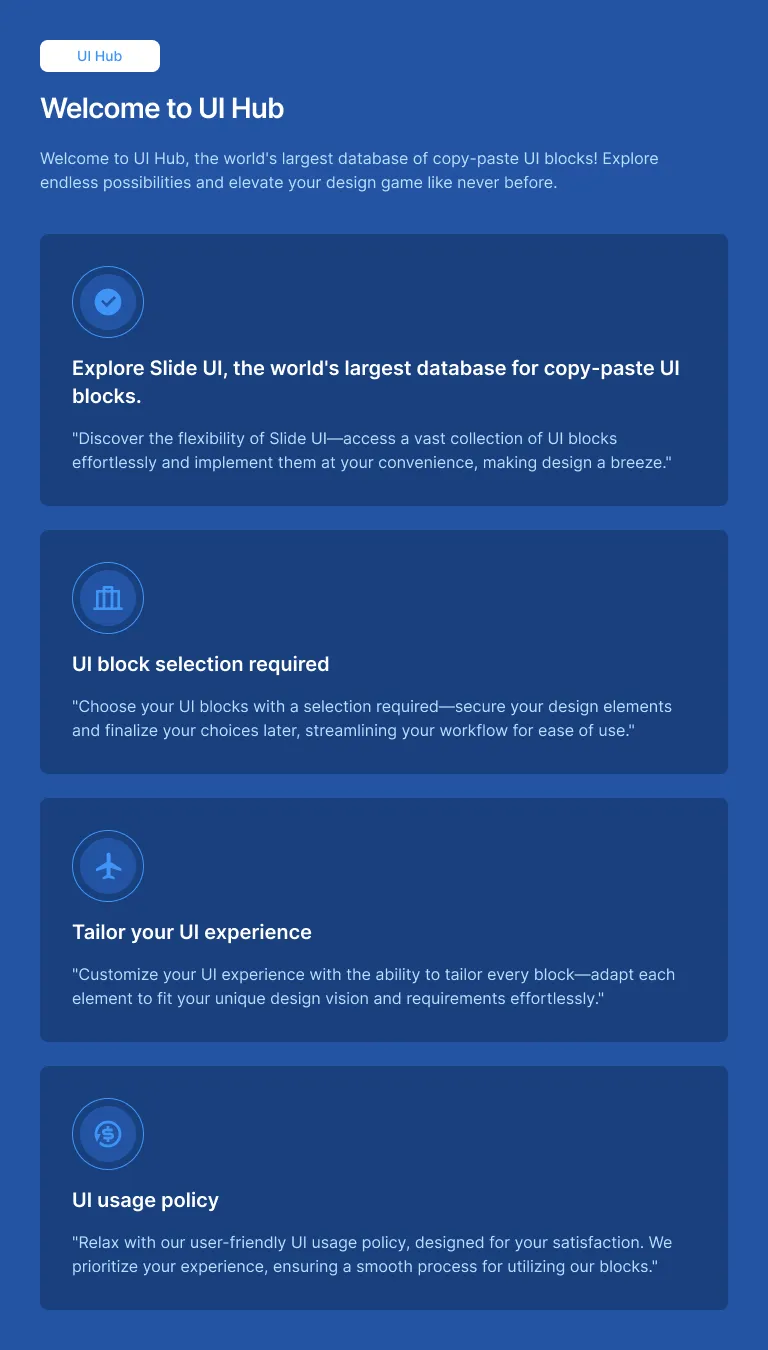 UI Hub
Welcome to UI Hub
Welcome to UI Hub, the world's largest database of copy-paste UI blocks! Explore
endless possibilities and elevate your design game like never before.
Explore Slide UI, the world's largest database for copy-paste UI
blocks.
"Discover the flexibility of Slide UI—access a vast collection of UI blocks
effortlessly and implement them at your convenience, making design a breeze."
UI block selection required
"Choose your UI blocks with a selection required—secure your design elements
and finalize your choices later, streamlining your workflow for ease of use."
Tailor your UI experience
"Customize your UI experience with the ability to tailor every block—adapt each
element to fit your unique design vision and requirements effortlessly."
UI usage policy
"Relax with our user-friendly UI usage policy, designed for your satisfaction. We
prioritize your experience, ensuring a smooth process for utilizing our blocks."